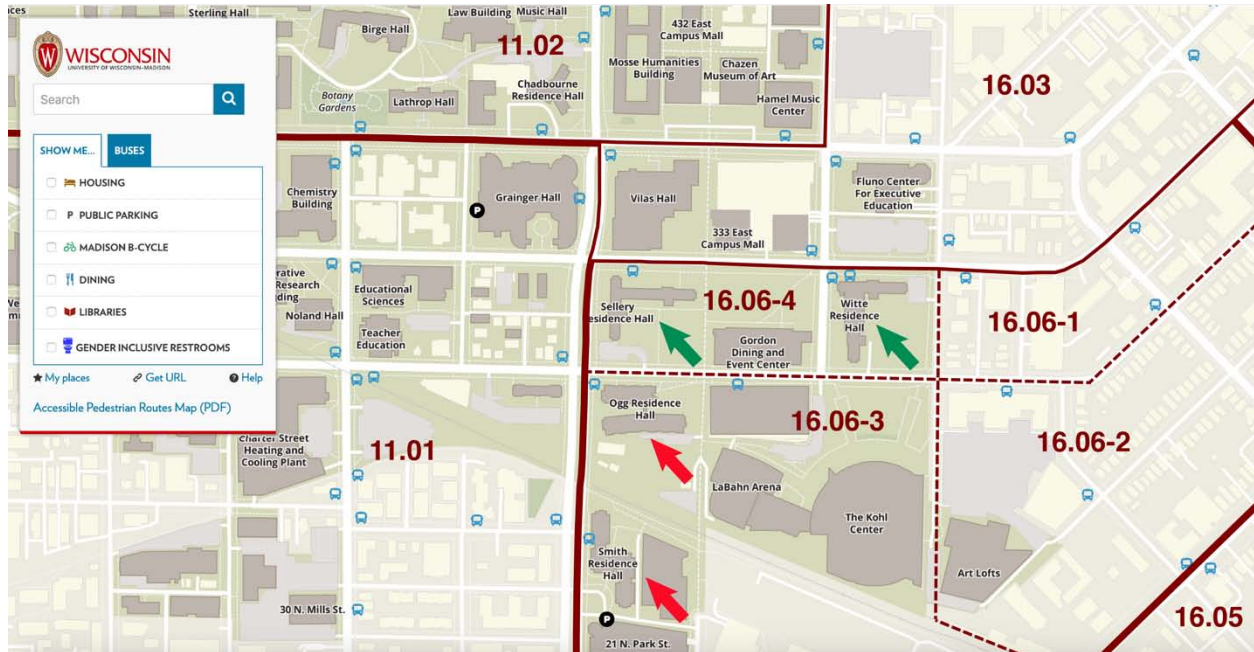 Sterling Hall
Birge Hall
Law Building
Music Hall
11.02
432 East
Campus Mall
Mosse Humanities
Building
Chazen
Museum of Art
Hamel Music
Center
Botany
Gardens
Lathrop Hall
Chadbourne
Residence Hall
16.03
WISCONSIN
UNIVERSITY OF WISCONSIN–MADISON
Search
SHOW ME...
BUSES
HOUSING
P PUBLIC PARKING
MADISON B-CYCLE
DINING
LIBRARIES
GENDER INCLUSIVE RESTROOMS
My places
Get URL
Help
Accessible Pedestrian Routes Map (PDF)
Chemistry
Building
Grainger Hall
P
Vilas Hall
333 East
Campus Mall
Fluno Center
For Executive
Education
Educational
Sciences
Noland Hall
Teacher
Education
Sellery
esidence Hall
16.06-4
Witte
Residence
Hall
16.06-1
Gordon
Dining and
Event Center
Ogg Residence
Hall
16.06-3
16.06-2
Charter Street
Heating and
Cooling Plant
11.01
LaBahn Arena
The Kohl
Center
Smith
Residence
Hall
Art Lofts
30 N. Mills St.
P
21 N. Park St.
16.05